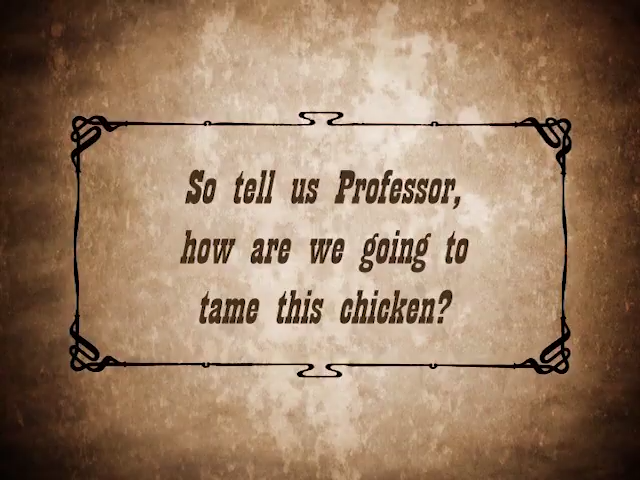 So tell us Professor,
how are we going to
tame this chicken?